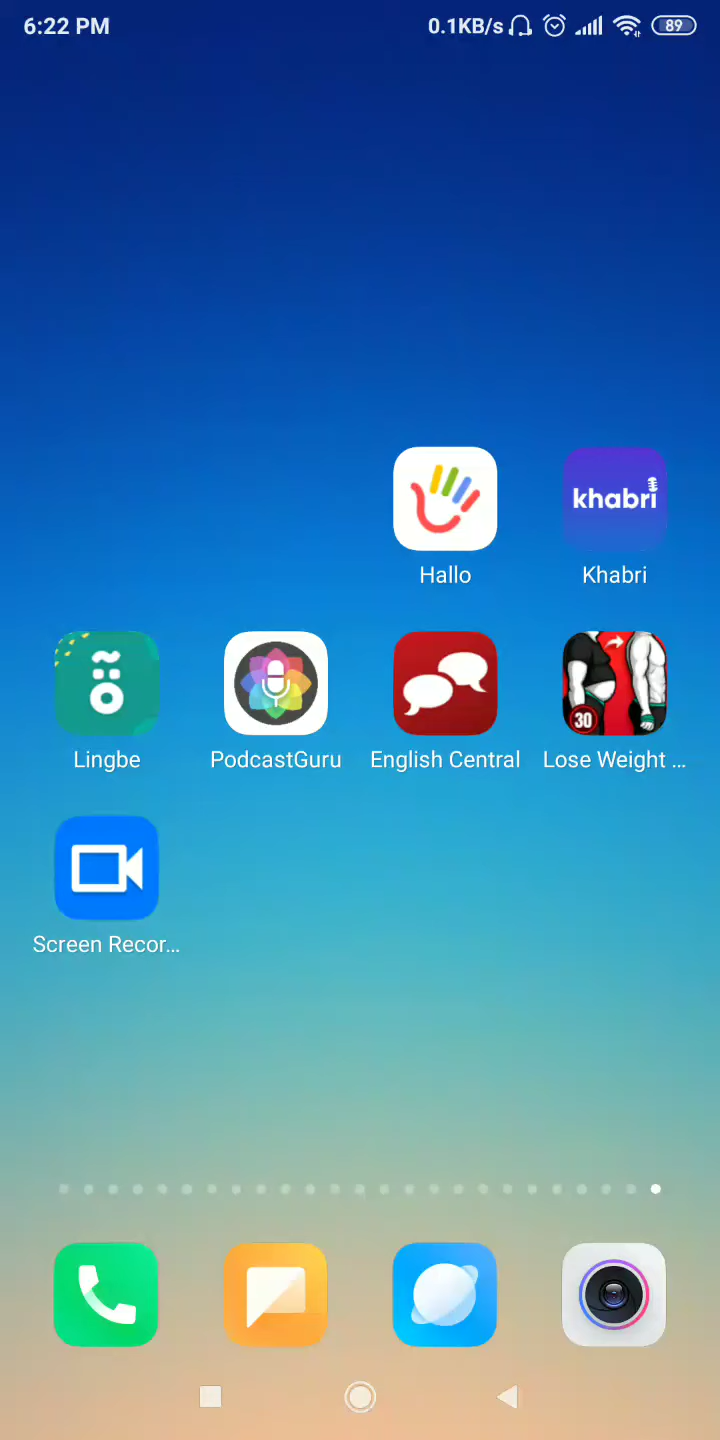 6:22 PM 0.1KB/s 89
khabri
Hallo Khabri
30
Lingbe PodcastGuru English Central Lose Weight ...
Screen Recor...